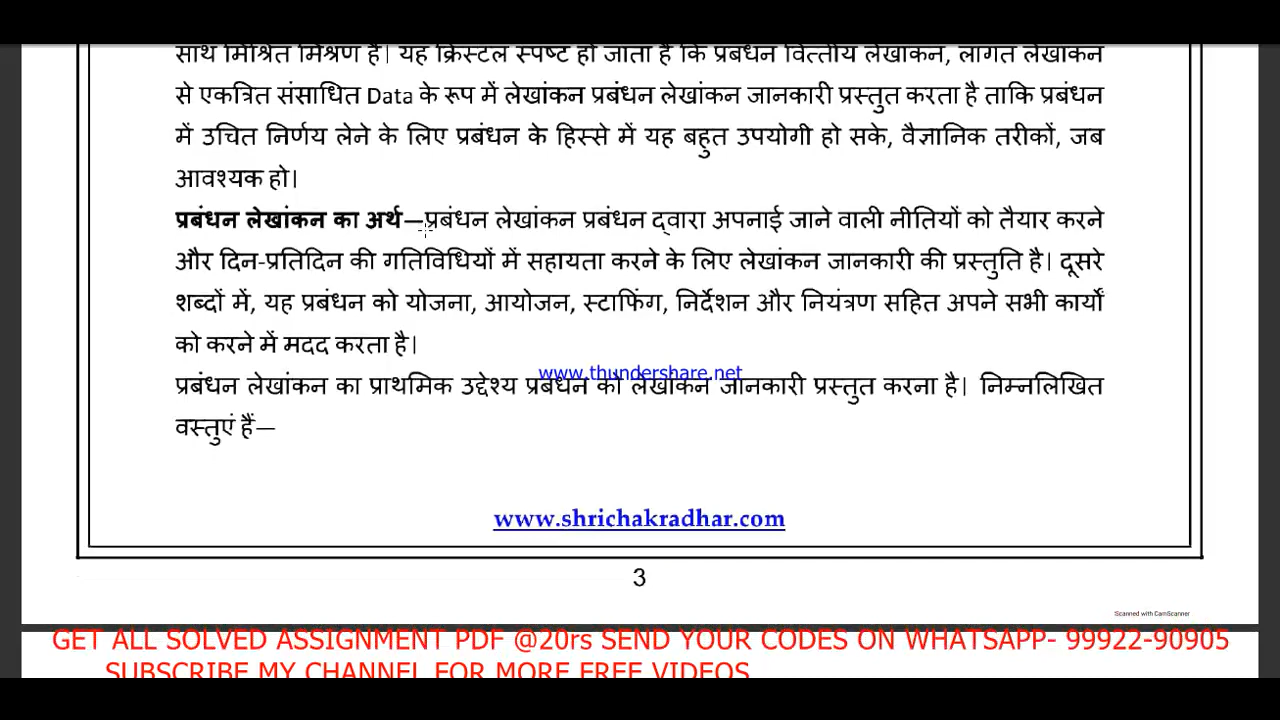 साथ मिश्रित मिश्रण है। यह क्रिस्टल स्पष्ट हो जाता है कि प्रबंधन वित्तीय लेखांकन, लागत लेखांकन
से एकत्रित संसाधित Data के रूप में लेखांकन प्रबंधन लेखांकन जानकारी प्रस्तुत करता है ताकि प्रबंधन
में उचित निर्णय लेने के लिए प्रबंधन के हिस्से में यह बहुत उपयोगी हो सके, वैज्ञानिक तरीकों, जब
आवश्यक हो।
प्रबंधन लेखांकन का अर्थ—प्रबंधन लेखांकन प्रबंधन द्वारा अपनाई जाने वाली नीतियों को तैयार करने
और दिन-प्रतिदिन की गतिविधियों में सहायता करने के लिए लेखांकन जानकारी की प्रस्तुति है। दूसरे
शब्दों में, यह प्रबंधन को योजना, आयोजन, स्टाफिंग, निर्देशन और नियंत्रण सहित अपने सभी कार्यों
को करने में मदद करता है।
www.thundershare.net
प्रबंधन लेखांकन का प्राथमिक उद्देश्य प्रबंधन को लेखांकन जानकारी प्रस्तुत करना है। निम्नलिखित
वस्तुएं हैं—
www.shrichakradhar.com
3
Scanned with CamScanner
GET ALL SOLVED ASSIGNMENT PDF @20rs SEND YOUR CODES ON WHATSAPP- 99922-90905
SUBSCRIBE MY CHANNEL FOR MORE FREE VIDEOS